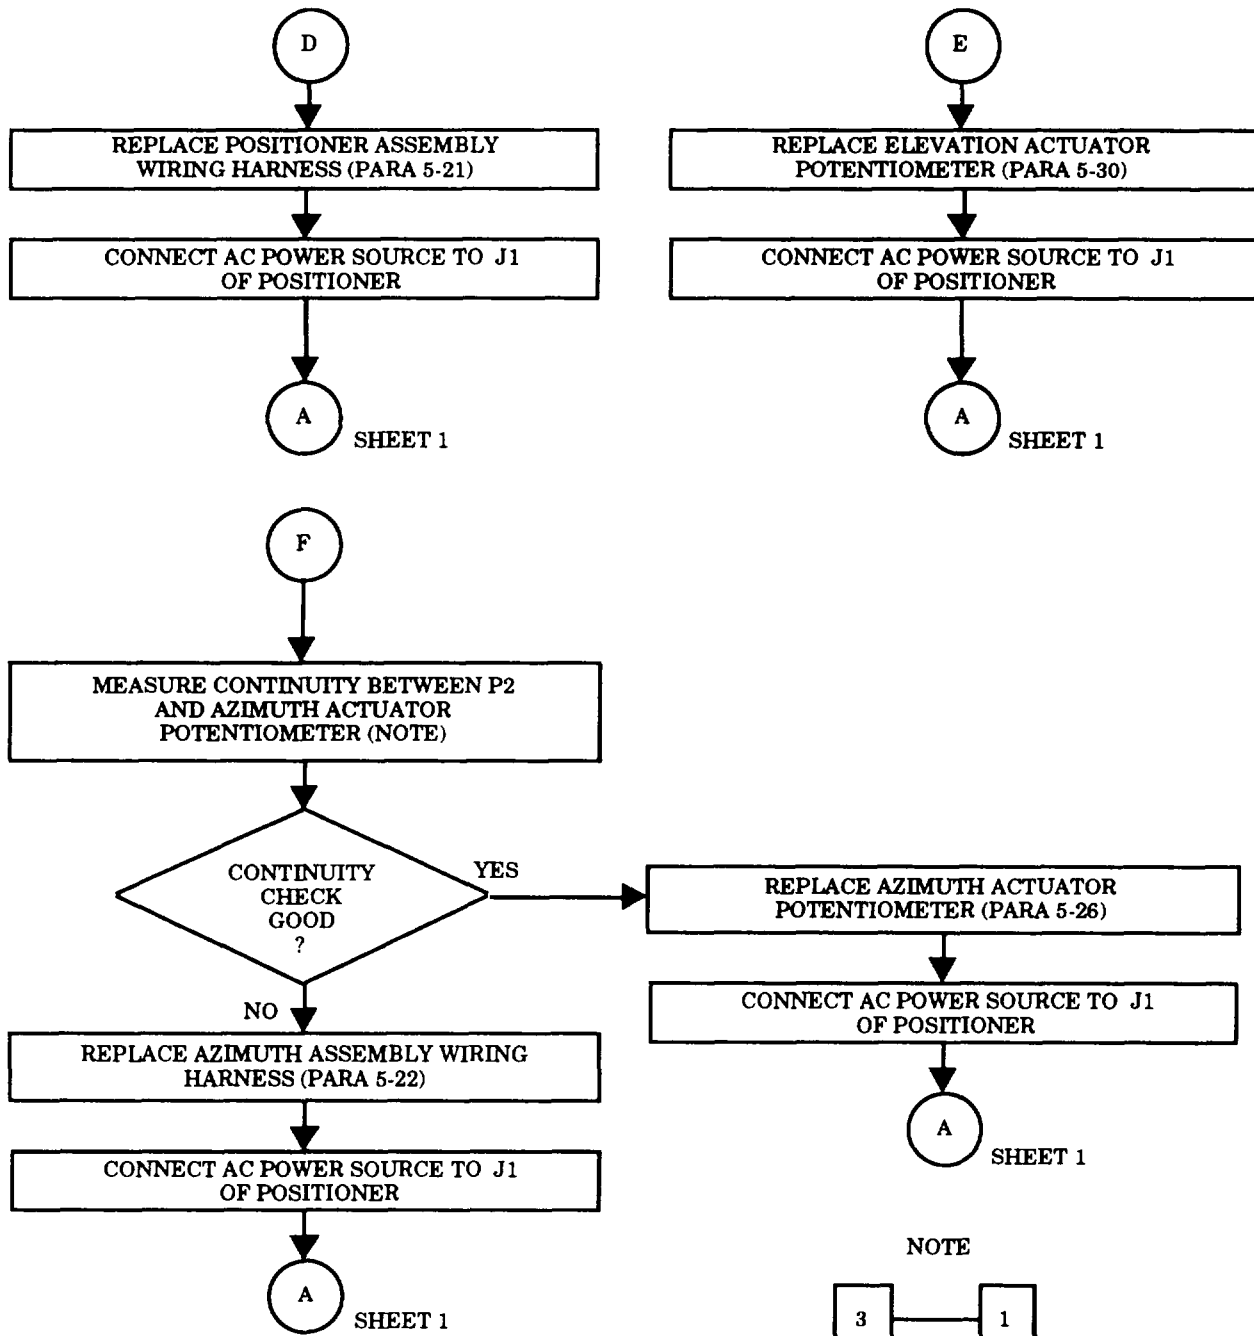 D
REPLACE POSITIONER ASSEMBLY
WIRING HARNESS (PARA 5-21)
CONNECT AC POWER SOURCE TO J1
OF POSITIONER
A
SHEET 1
E
REPLACE ELEVATION ACTUATOR
POTENTIOMETER (PARA 5-30)
CONNECT AC POWER SOURCE TO J1
OF POSITIONER
A
SHEET 1
F
MEASURE CONTINUITY BETWEEN P2
AND AZIMUTH ACTUATOR
POTENTIOMETER (NOTE)
CONTINUITY
CHECK
GOOD
?
YES
REPLACE AZIMUTH ACTUATOR
POTENTIOMETER (PARA 5-26)
CONNECT AC POWER SOURCE TO J1
OF POSITIONER
A
SHEET 1
NO
REPLACE AZIMUTH ASSEMBLY WIRING
HARNESS (PARA 5-22)
CONNECT AC POWER SOURCE TO J1
OF POSITIONER
A
SHEET 1
NOTE
3
1